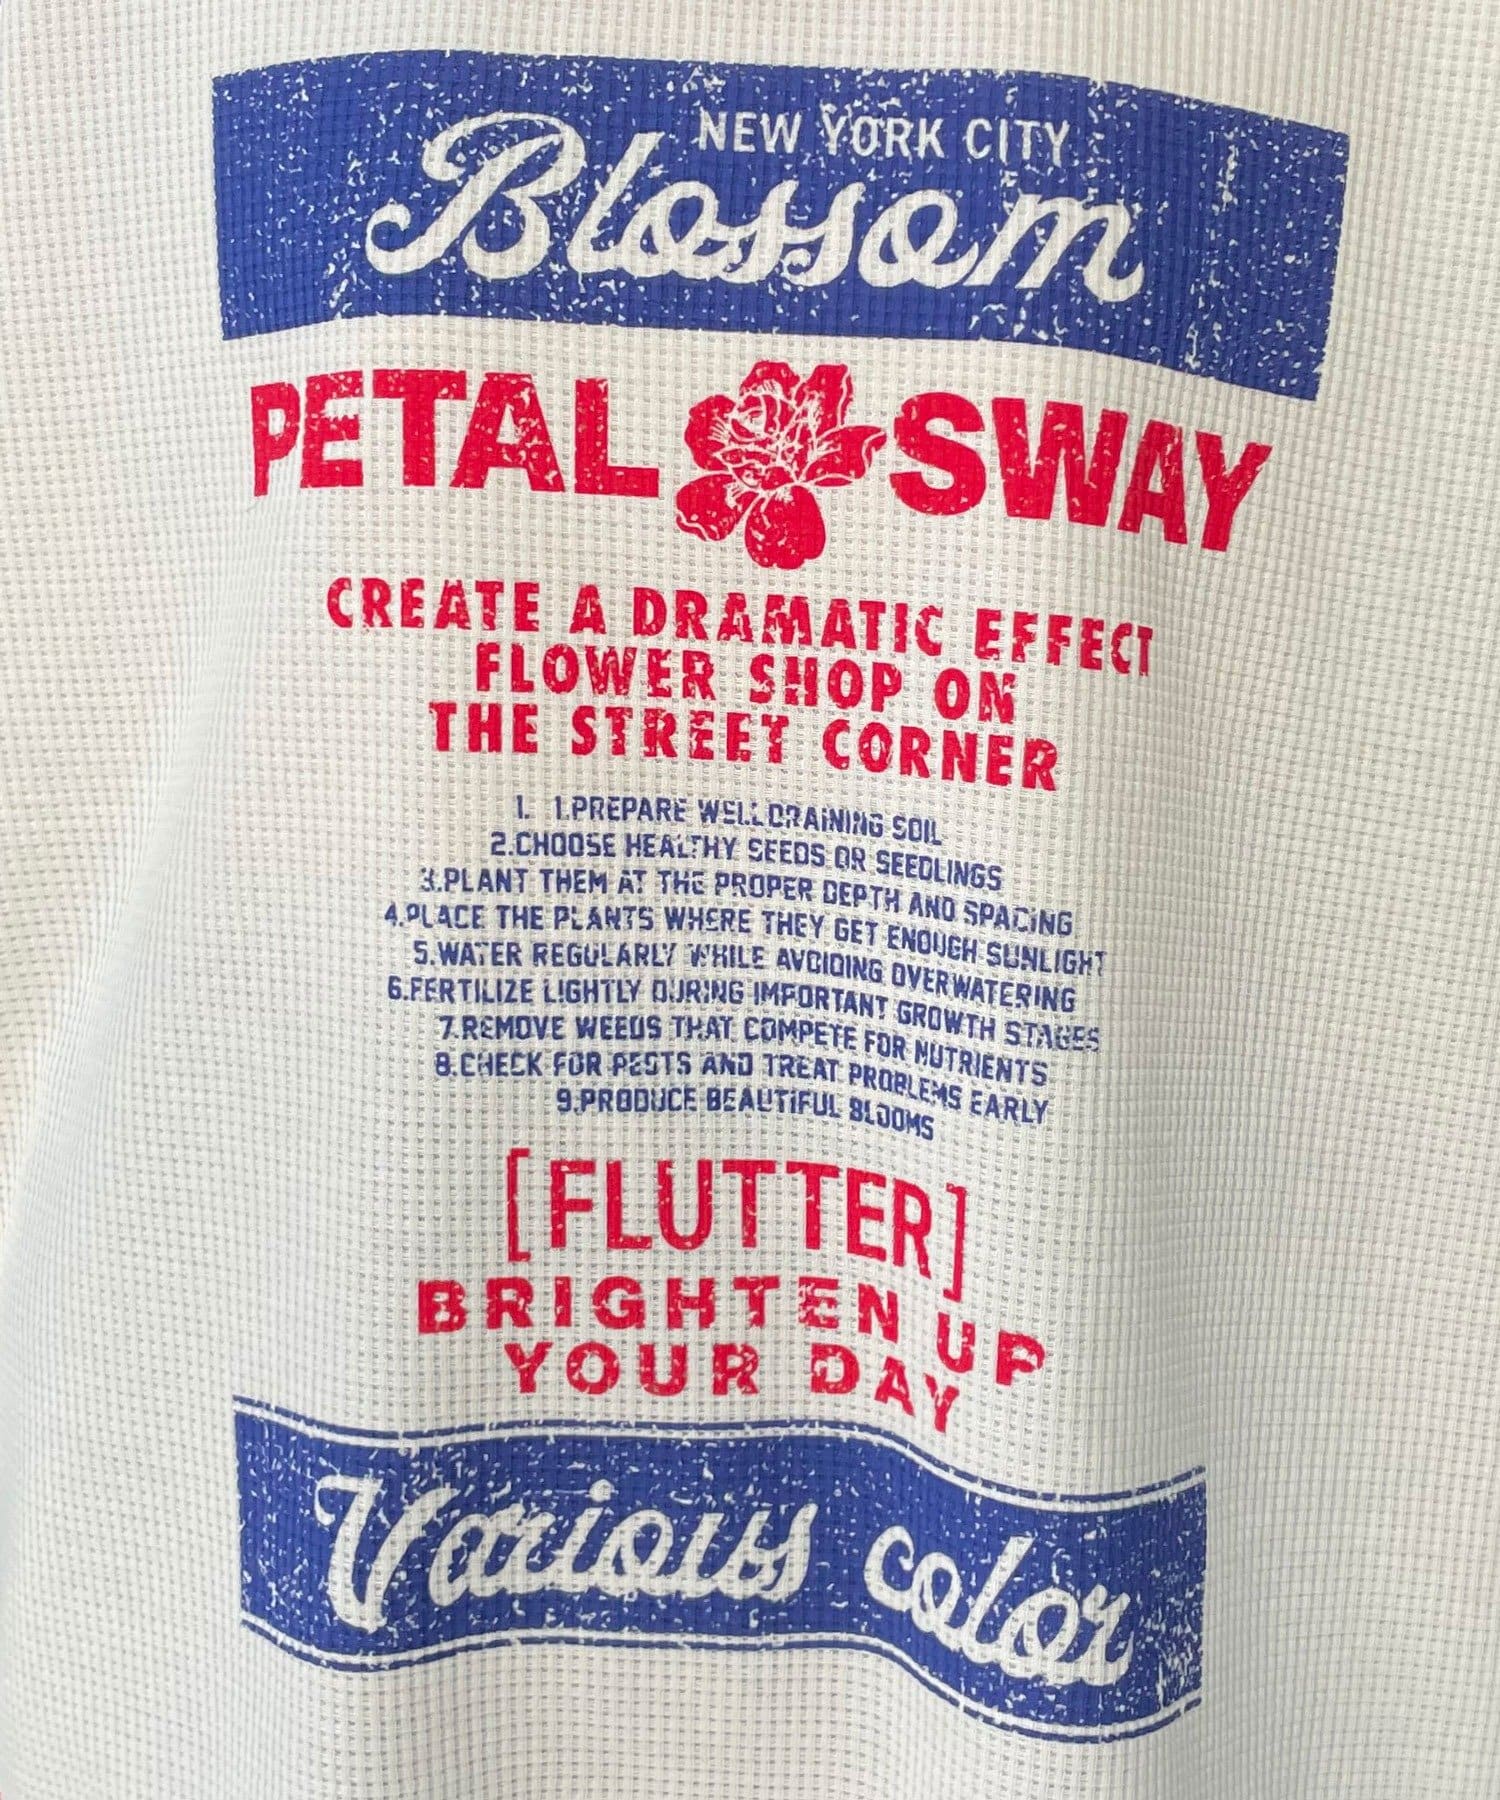 NEW YORK CITY
Blossom
PETAL SWAY
CREATE A DRAMATIC EFFECT
FLOWER SHOP ON
THE STREET CORNER
1. 1.PREPARE WELL DRAINING SOIL
2.CHOOSE HEALTHY SEEDS OR SEEDLINGS
3.PLANT THEM AT THE PROPER DEPTH AND SPACING
4.PLACE THE PLANTS WHERE THEY GET ENOUGH SUNLIGHT
5.WATER REGULARLY WHILE AVOIDING OVERWATERING
6.FERTILIZE LIGHTLY DURING IMPORTANT GROWTH STAGES
7.REMOVE WEEDS THAT COMPETE FOR NUTRIENTS
8.CHECK FOR PESTS AND TREAT PROBLEMS EARLY
9.PRODUCE BEAUTIFUL BLOOMS
[FLUTTER]
BRIGHTEN UP
YOUR DAY
Various color